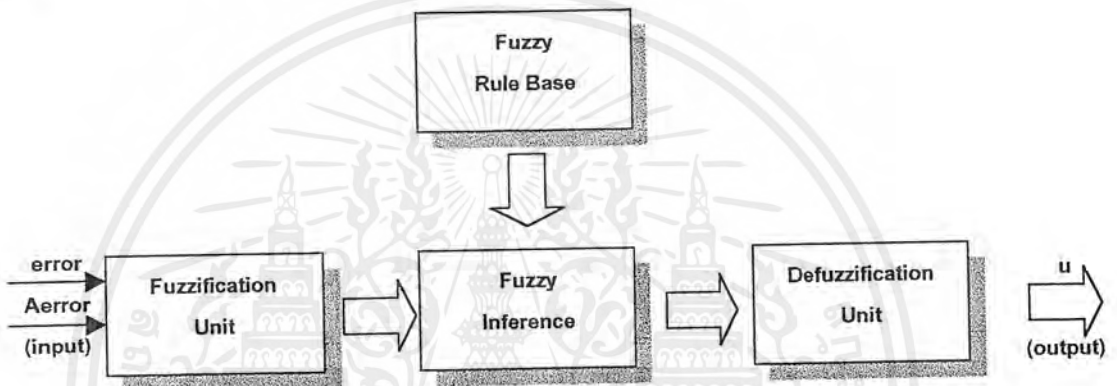 Fuzzy
Rule Base
error
Aerror
(input)
Fuzzification
Unit
Fuzzy
Inference
Defuzzification
Unit
u
(output)